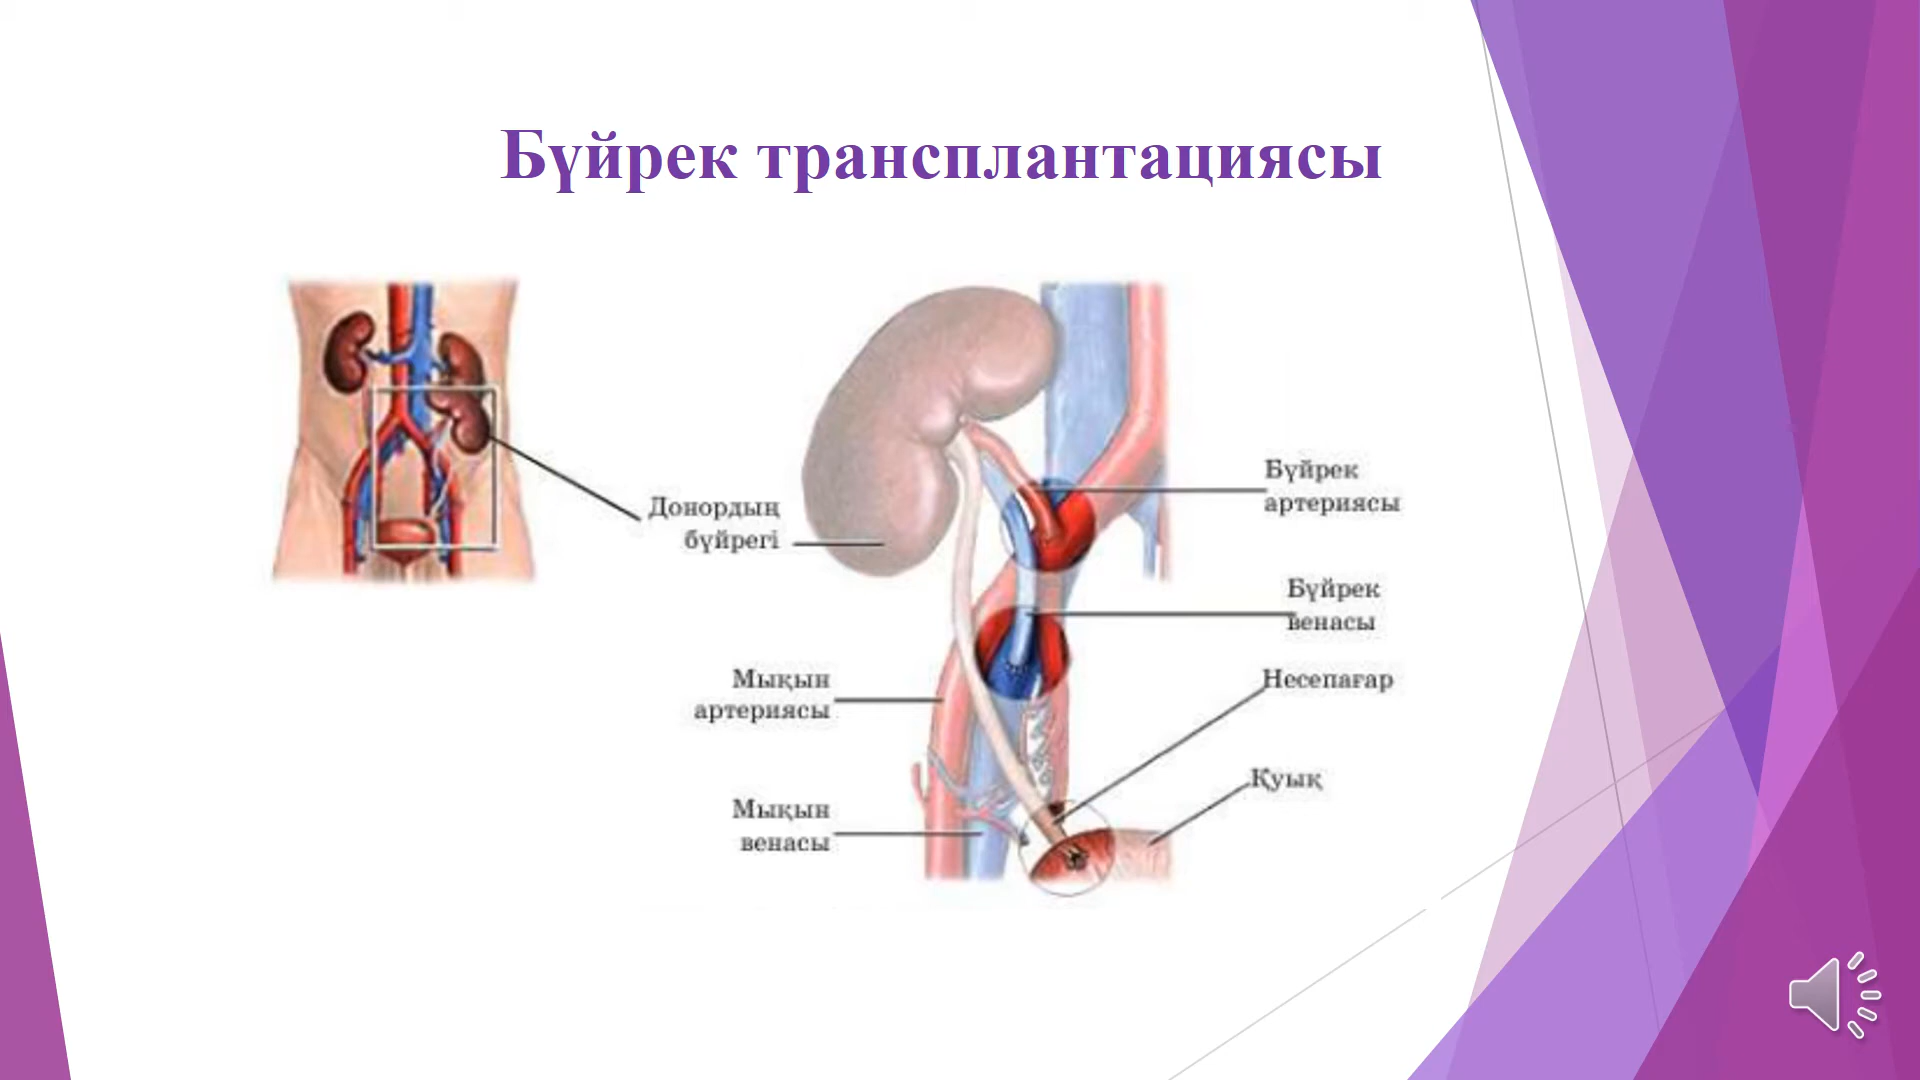 Бүйрек трансплантациясы
Донордың
бүйрегі
Бүйрек
артериясы
Бүйрек
венасы
Мықын
артериясы
Несепағар
Қуық
Мықын
венасы